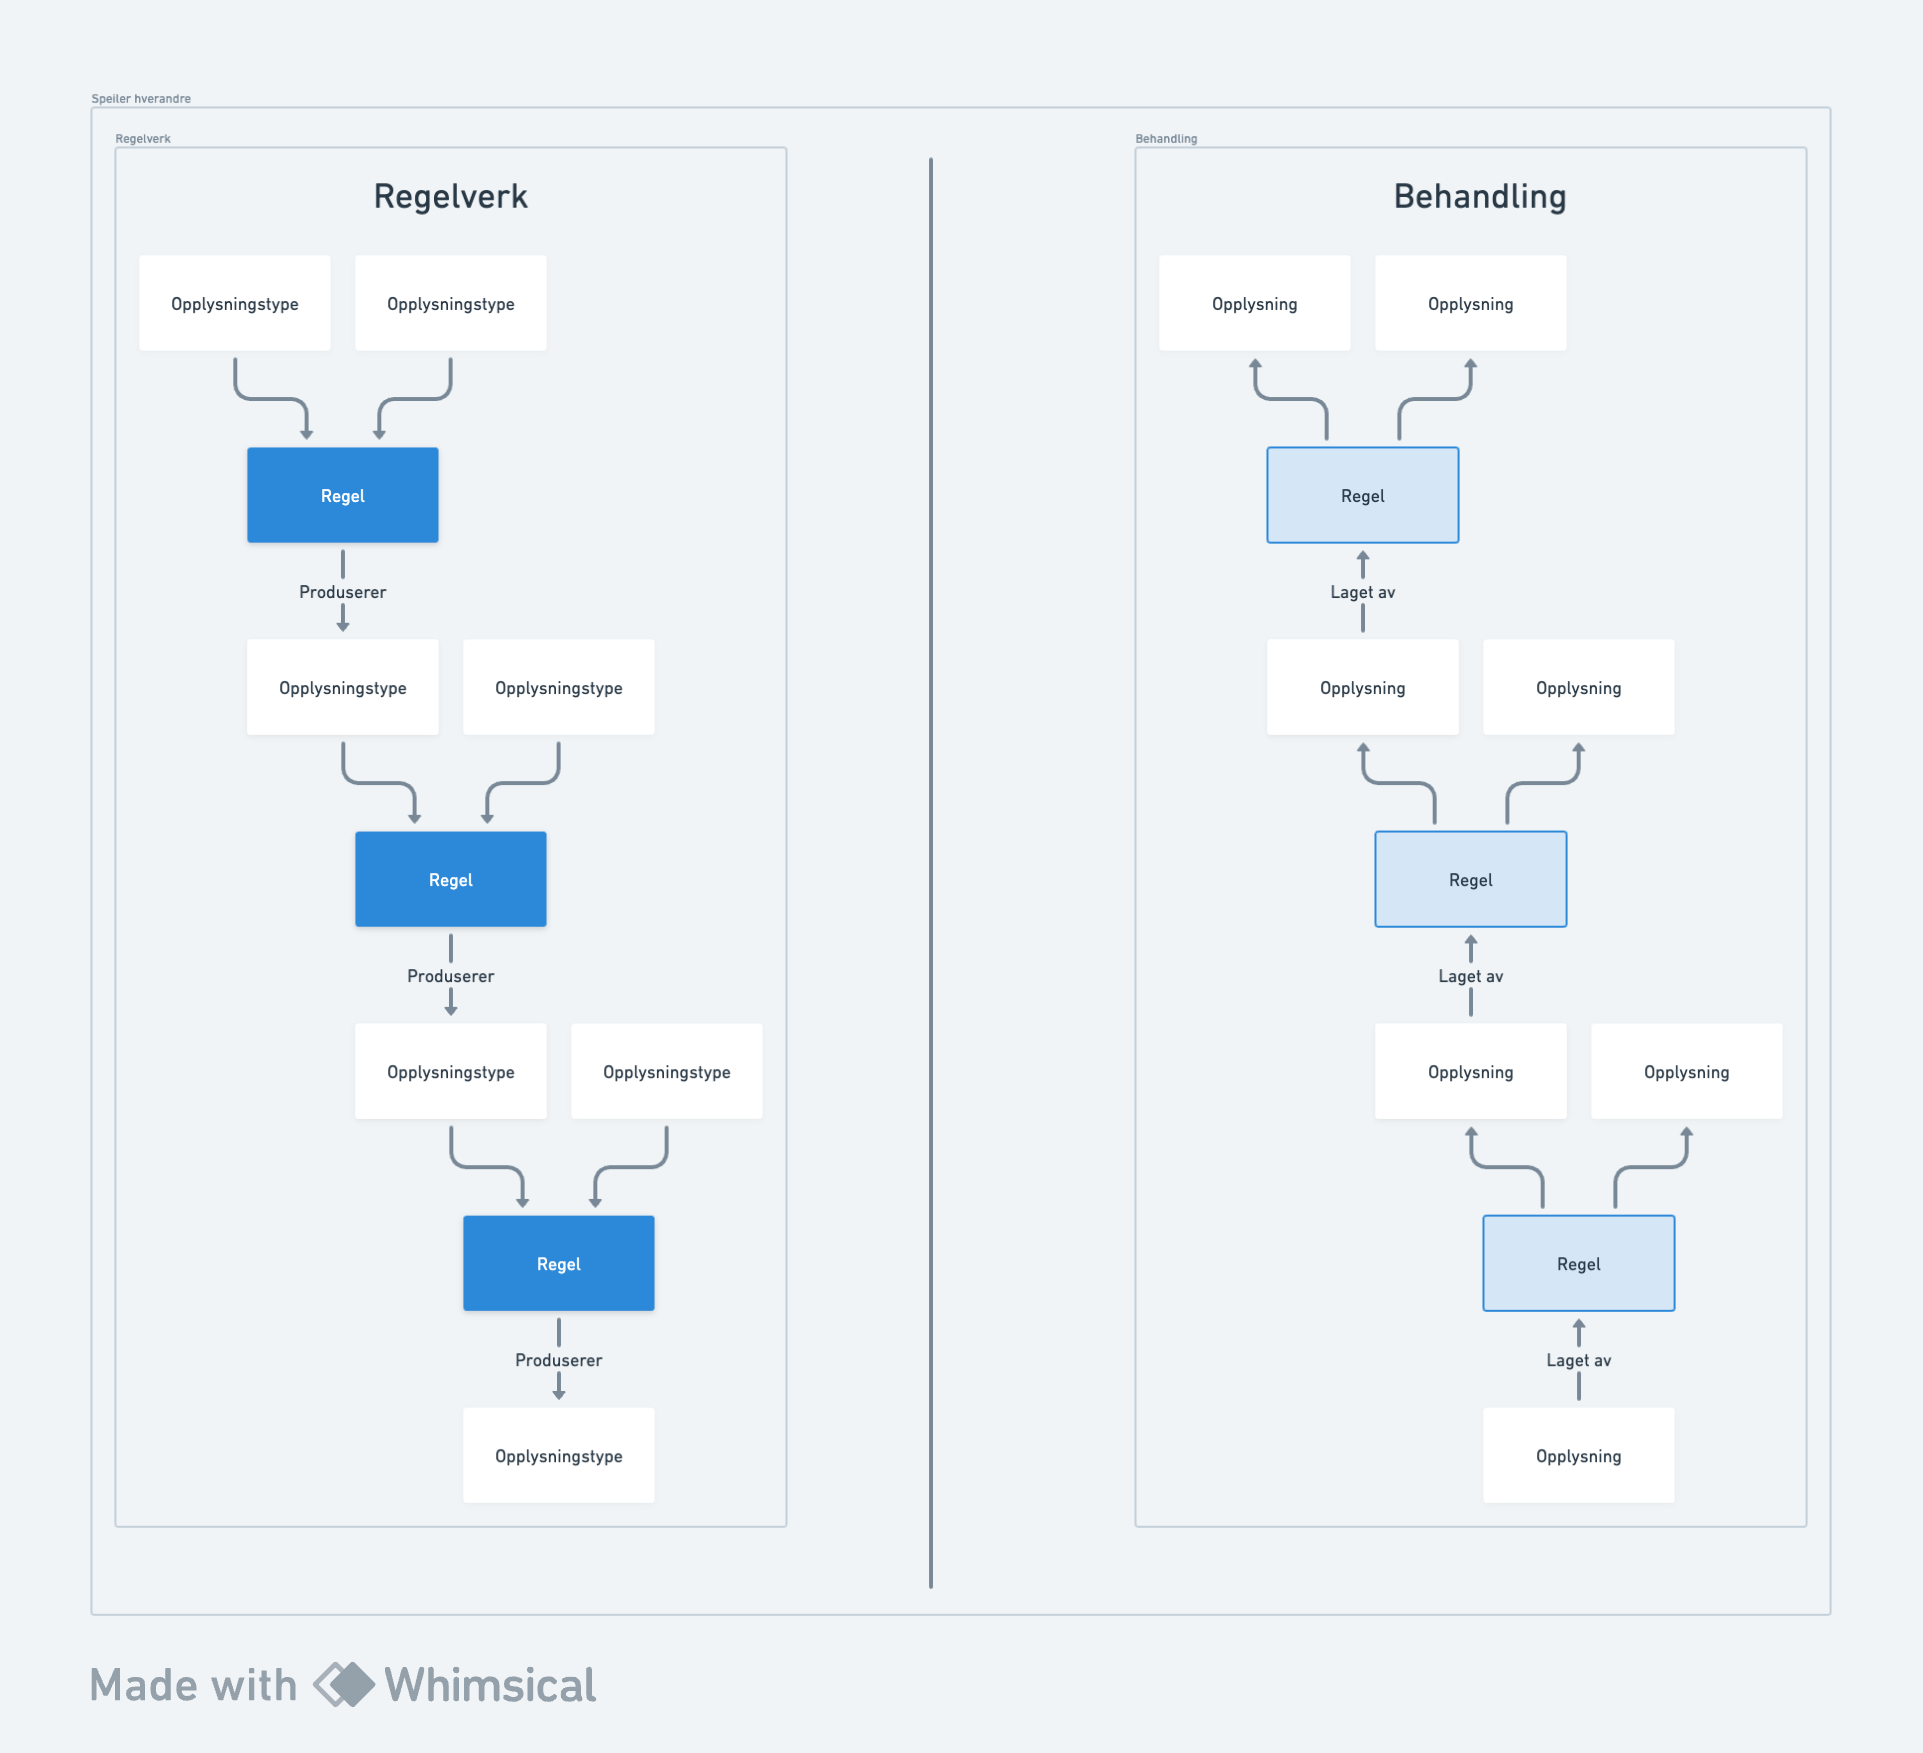 Speiler hverandre
Regelverk
Regelverk
Opplysningstype
Opplysningstype
Regel
Produserer
Opplysningstype
Opplysningstype
Regel
Produserer
Opplysningstype
Opplysningstype
Regel
Produserer
Opplysningstype
Behandling
Behandling
Opplysning
Opplysning
Regel
Laget av
Opplysning
Opplysning
Regel
Laget av
Opplysning
Opplysning
Regel
Laget av
Opplysning
Made with Whimsical